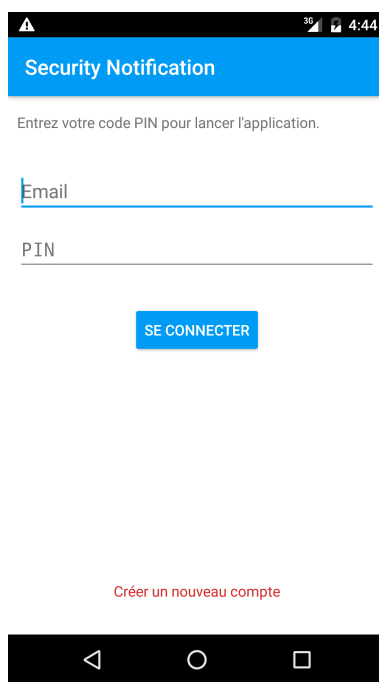 3G 4:44
Security Notification
Entrez votre code PIN pour lancer l'application.
Email
PIN
SE CONNECTER
Créer un nouveau compte